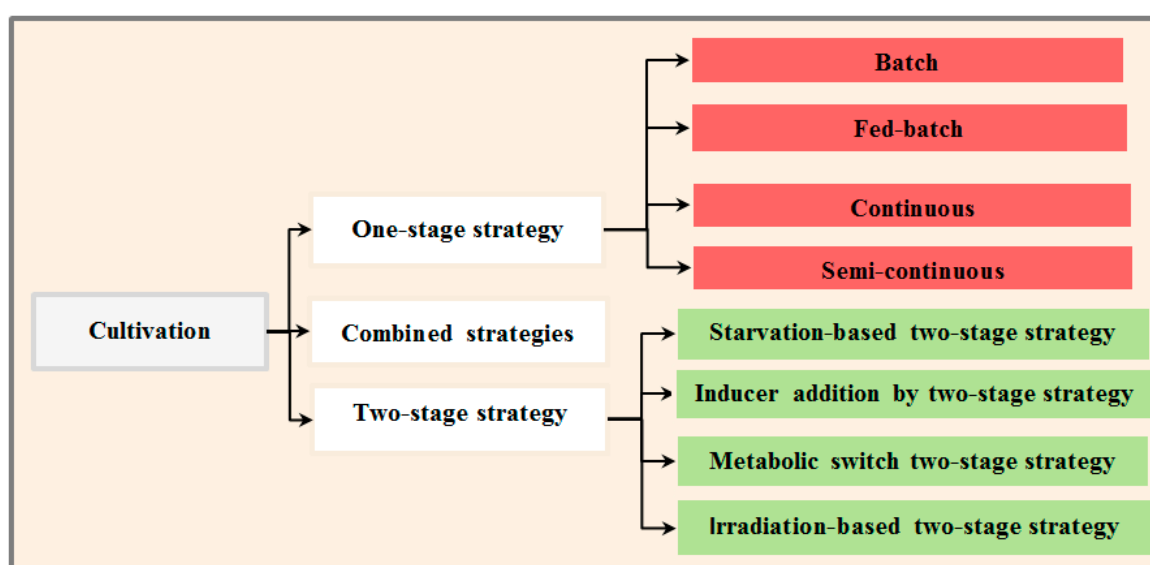 Cultivation
One-stage strategy
Combined strategies
Two-stage strategy
Batch
Fed-batch
Continuous
Semi-continuous
Starvation-based two-stage strategy
Inducer addition by two-stage strategy
Metabolic switch two-stage strategy
Irradiation-based two-stage strategy